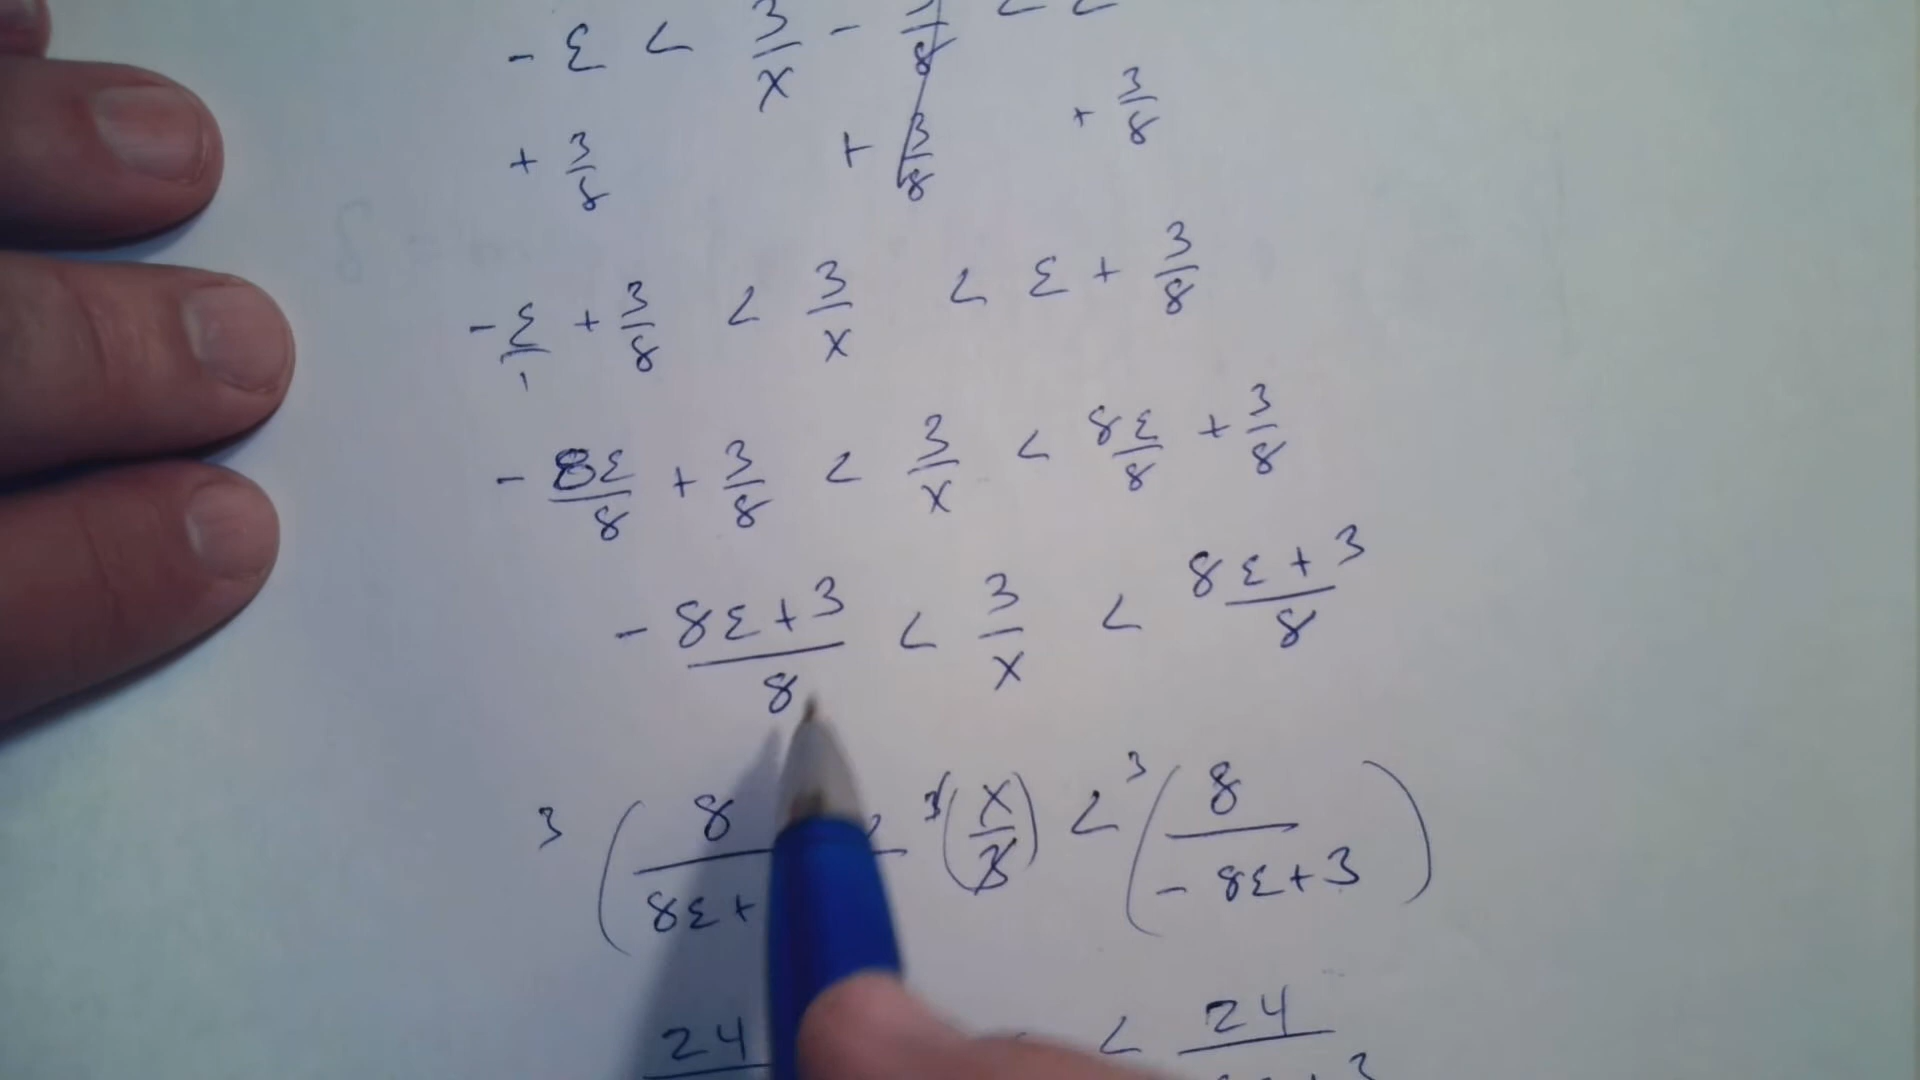 - ε < 3/x - 3/8 < ε
+ 3/8 + 3/8 + 3/8
-ε/1 + 3/8 < 3/x < ε + 3/8
- 8ε/8 + 3/8 < 3/x < 8ε/8 + 3/8
- 8ε+3/8 < 3/x < 8ε+3/8
3 ( 8/8ε+ < 3(x/3) < 3( 8/-8ε+3 )
24 < 24
3